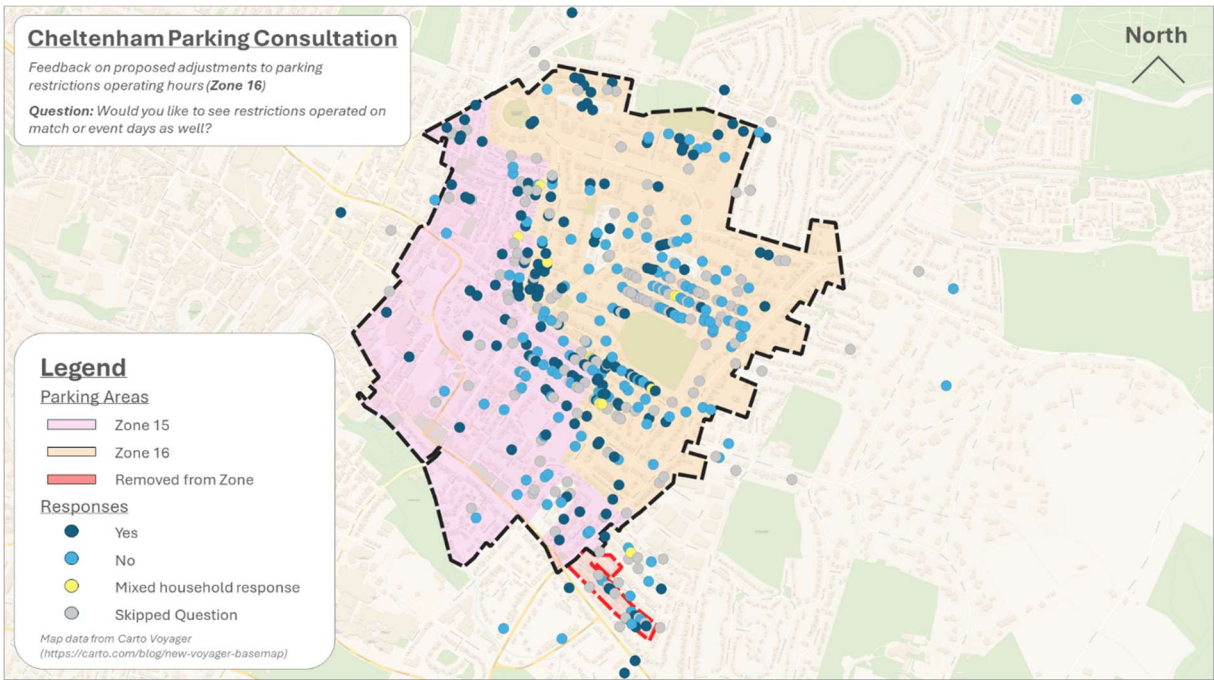 Cheltenham Parking Consultation
Feedback on proposed adjustments to parking
restrictions operating hours (Zone 16)
Question: Would you like to see restrictions operated on
match or event days as well?
North
Legend
Parking Areas
Zone 15
Zone 16
Removed from Zone
Responses
Yes
No
Mixed household response
Skipped Question
Map data from Carto Voyager
(https://carto.com/blog/new-voyager-basemap)